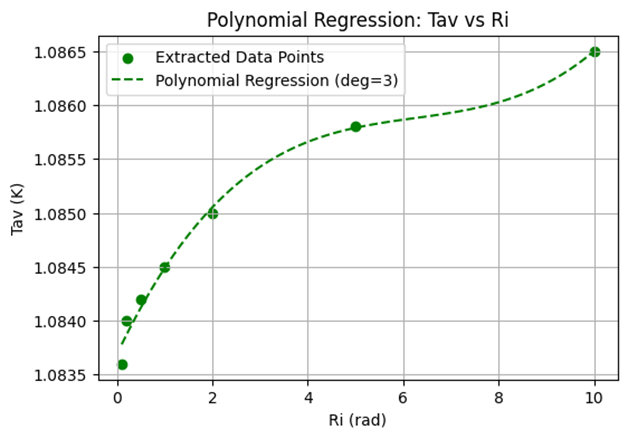 Polynomial Regression: Tav vs Ri
Extracted Data Points
Polynomial Regression (deg=3)
Tav (K)
1.0865
1.0860
1.0855
1.0850
1.0845
1.0840
1.0835
0 2 4 6 8 10
Ri (rad)